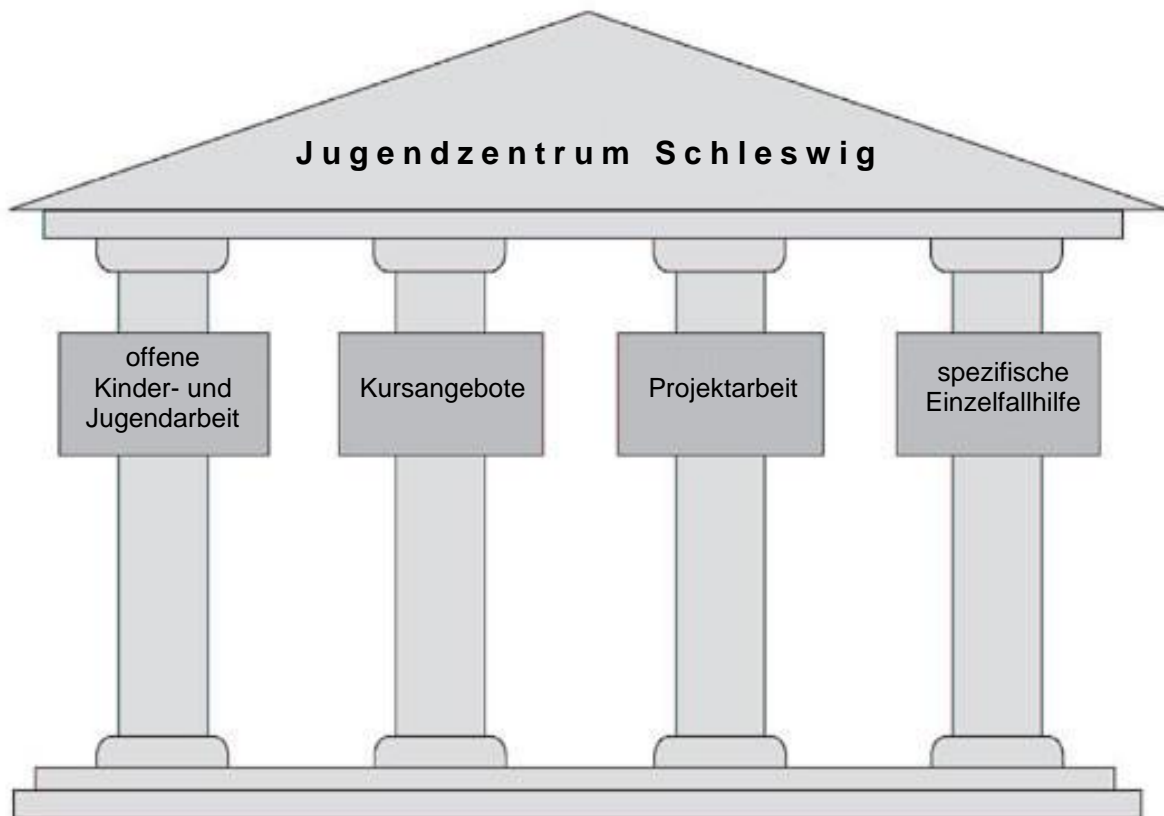 Jugendzentrum Schleswig
offene
Kinder- und
Jugendarbeit
Kursangebote
Projektarbeit
spezifische
Einzelfallhilfe